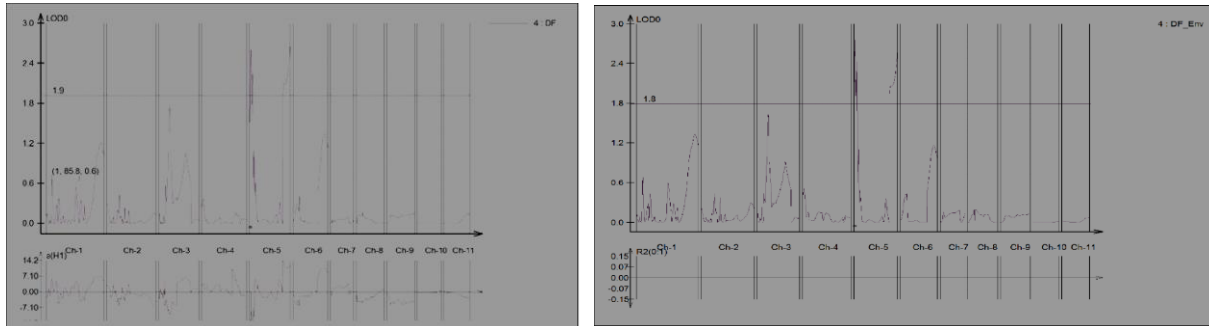 LOD0
4 : DF
3.0
2.4
1.9
1.8
1.2
(1, 85.8, 0.6)
0.6
0.0
Ch-1 Ch-2 Ch-3 Ch-4 Ch-5 Ch-6 Ch-7 Ch-8 Ch-9 Ch-10 Ch-11
a(H1)
14.2
7.10
0.00
-7.10
LOD0
4 : DF_Env
3.0
2.4
1.8
1.8
1.2
0.6
0.0
Ch-1 Ch-2 Ch-3 Ch-4 Ch-5 Ch-6 Ch-7 Ch-8 Ch-9 Ch-10 Ch-11
R2(0:1)
0.15
0.07
0.00
-0.07
-0.15